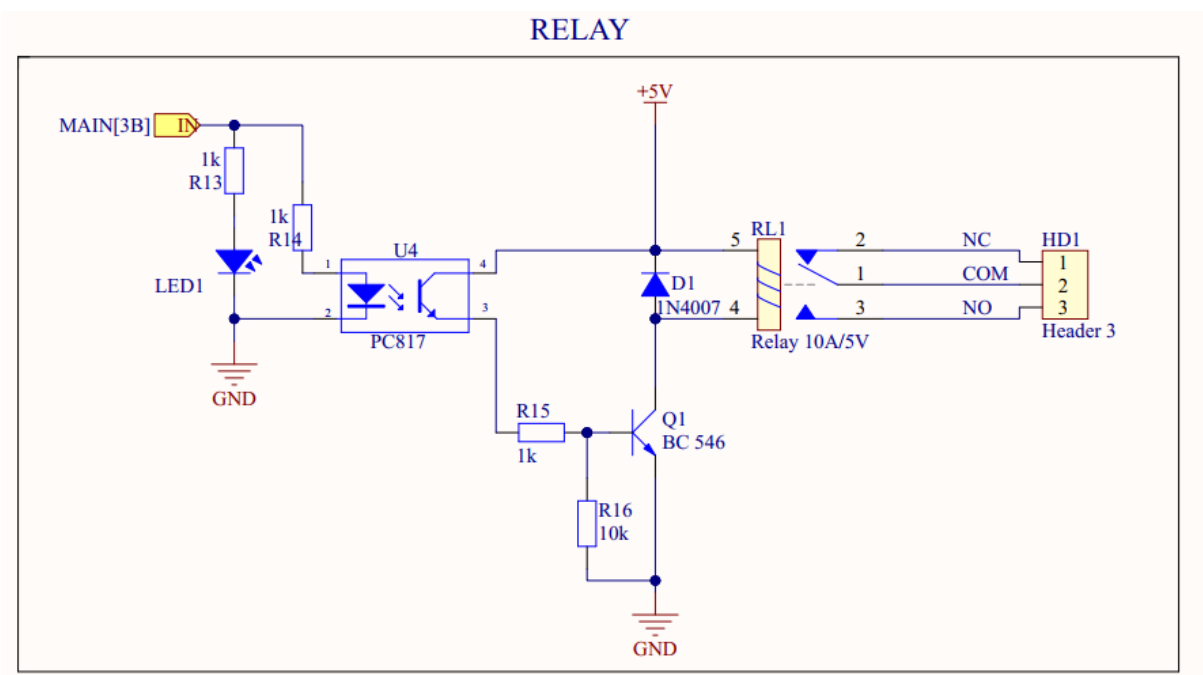 RELAY
+5V
MAIN[3B] IN
1k
R13
1k
R14
LED1
GND
U4
1
2
4
3
PC817
R15
1k
R16
10k
Q1
BC 546
GND
D1
1N4007
5
4
RL1
Relay 10A/5V
2
1
3
NC
COM
NO
HD1
1
2
3
Header 3